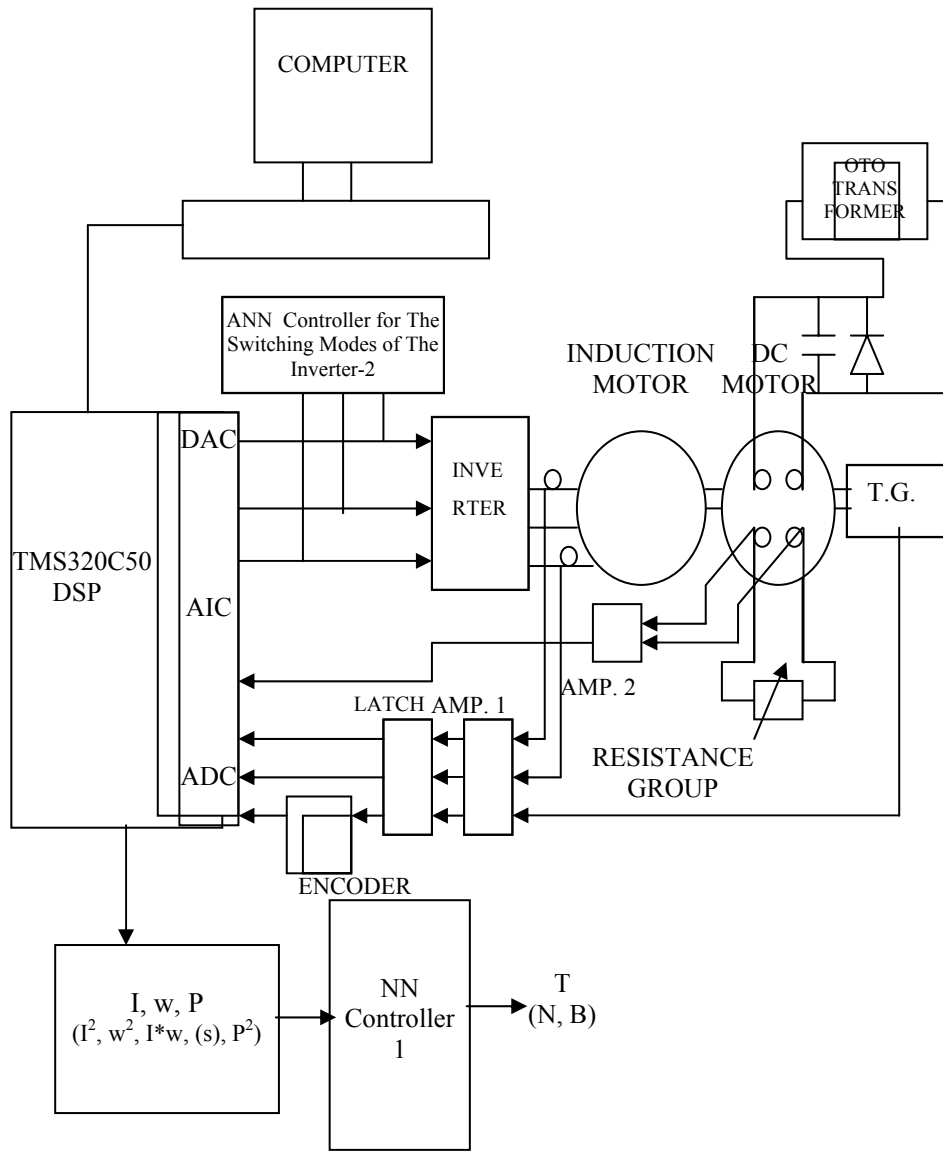 COMPUTER
OTO
TRANS
FORMER
ANN Controller for The
Switching Modes of The
Inverter-2
INDUCTION
MOTOR
DC
MOTOR
DAC
INVE
RTER
T.G.
TMS320C50
DSP
AIC
AMP. 2
LATCH
AMP. 1
RESISTANCE
GROUP
ADC
ENCODER
I, w, P
(I², w², I*w, (s), P²)
NN
Controller
1
T
(N, B)